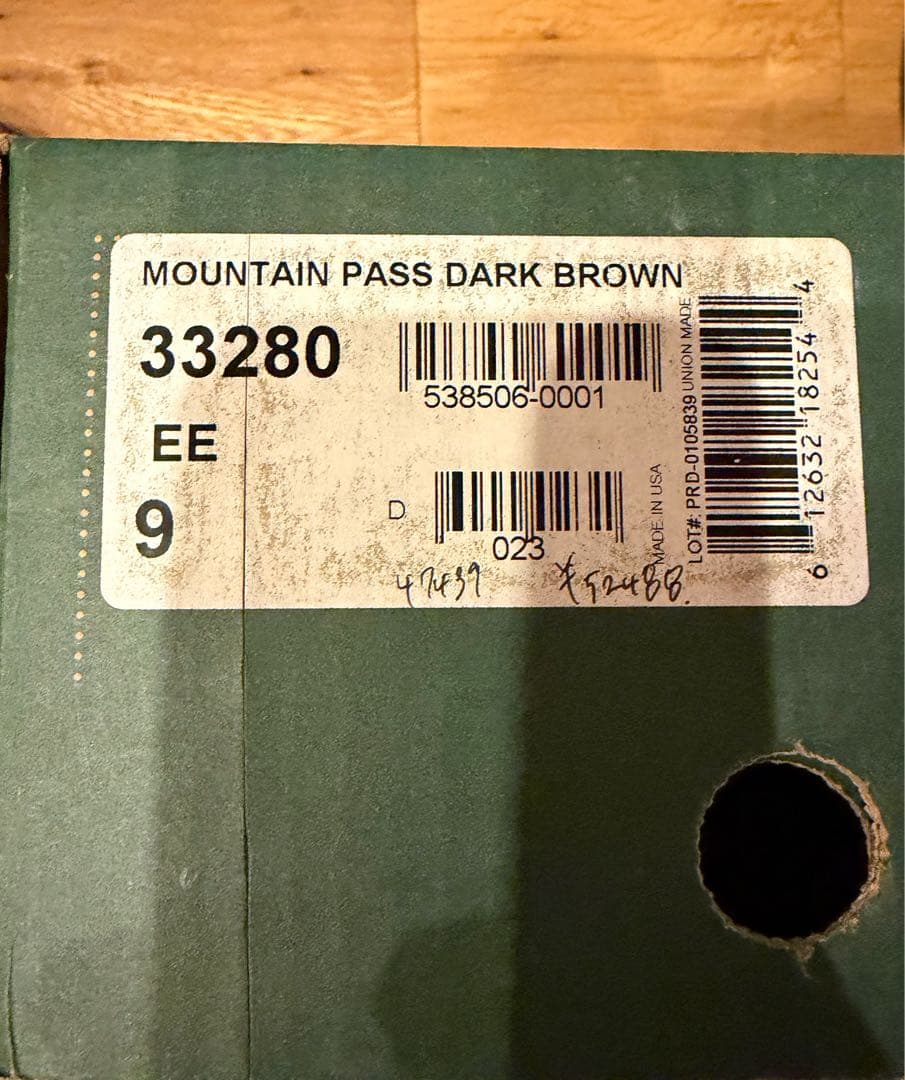 MOUNTAIN PASS DARK BROWN
33280
538506-0001
EE
9
D
023
47439
¥52488.
MADE IN USA
LOT#: PRD-0105839 UNION MADE
6 12632 18254 4